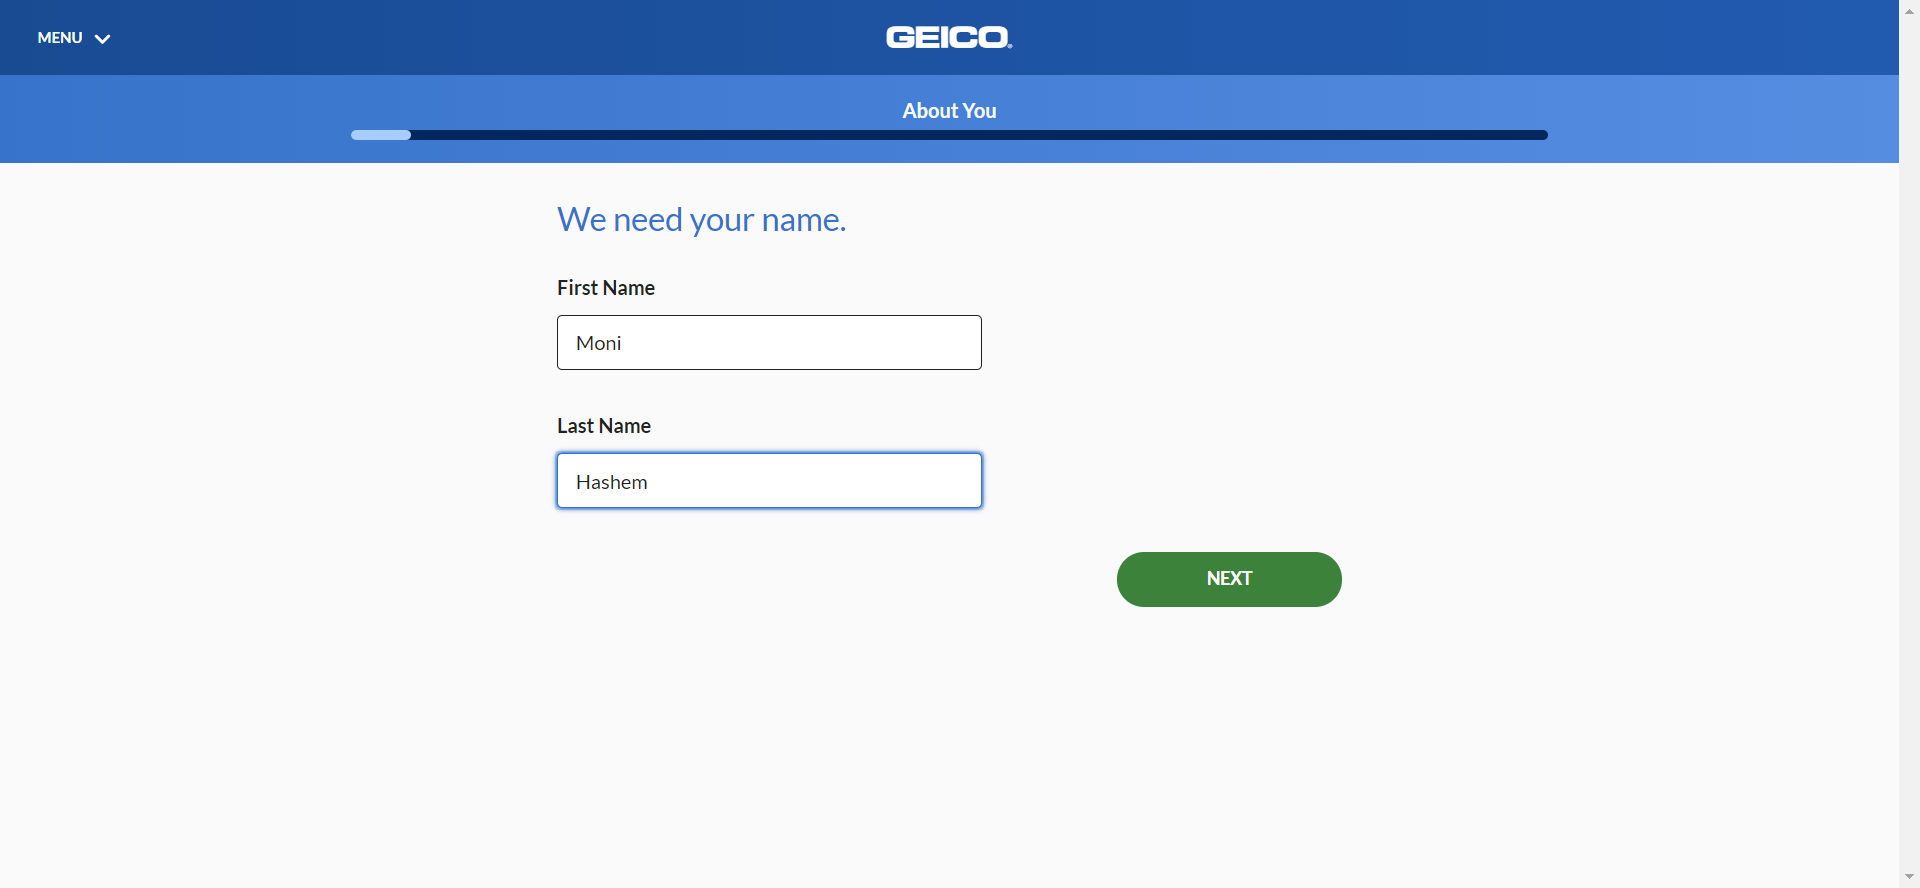 MENU
GEICO
About You
We need your name.
First Name
Moni
Last Name
Hashem
NEXT